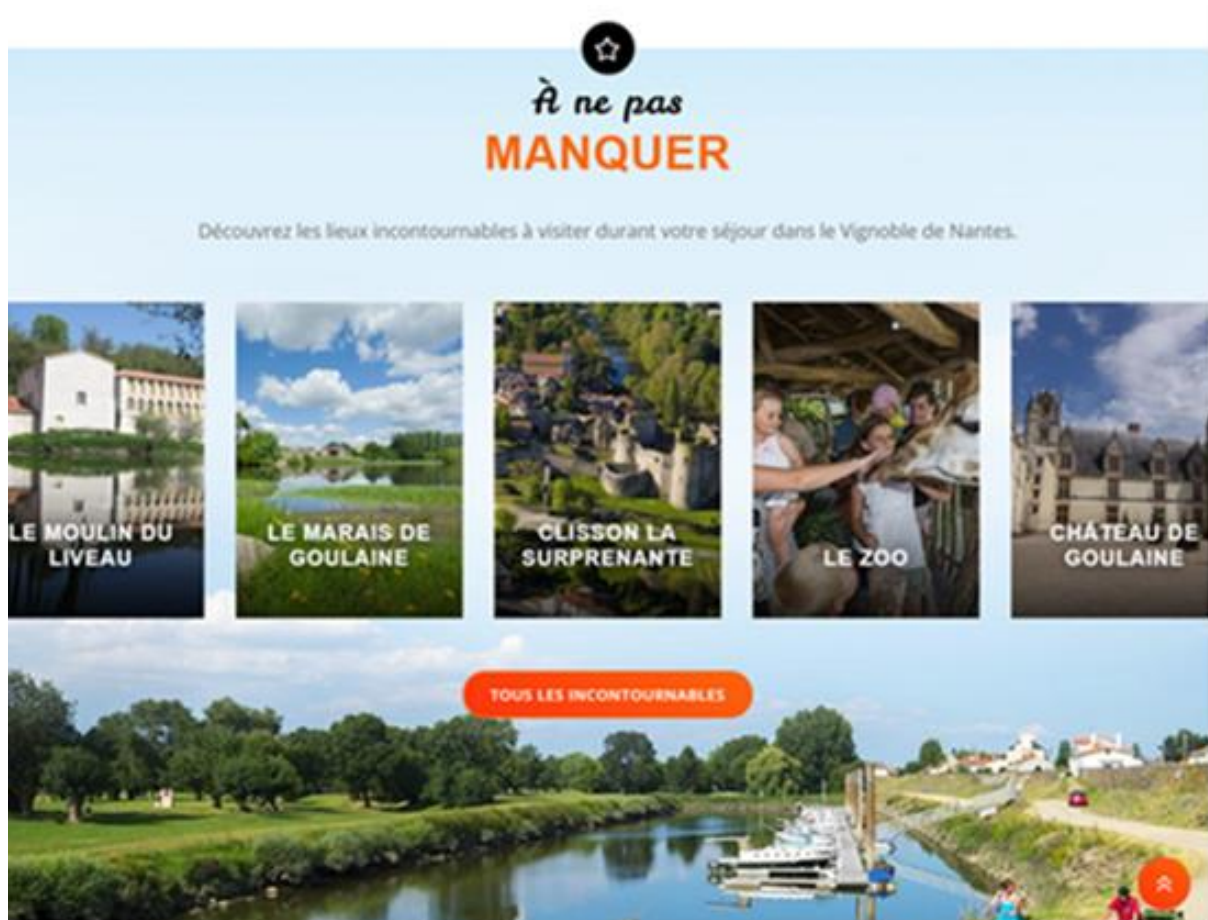 À ne pas
MANQUER
Découvrez les lieux incontournables à visiter durant votre séjour dans le Vignoble de Nantes.
LE MOULIN DU
LIVEAU
LE MARAIS DE
GOULAINE
CLISSON LA
SURPRENANTE
LE ZOO
CHÂTEAU DE
GOULAINE
TOUS LES INCONTOURNABLES